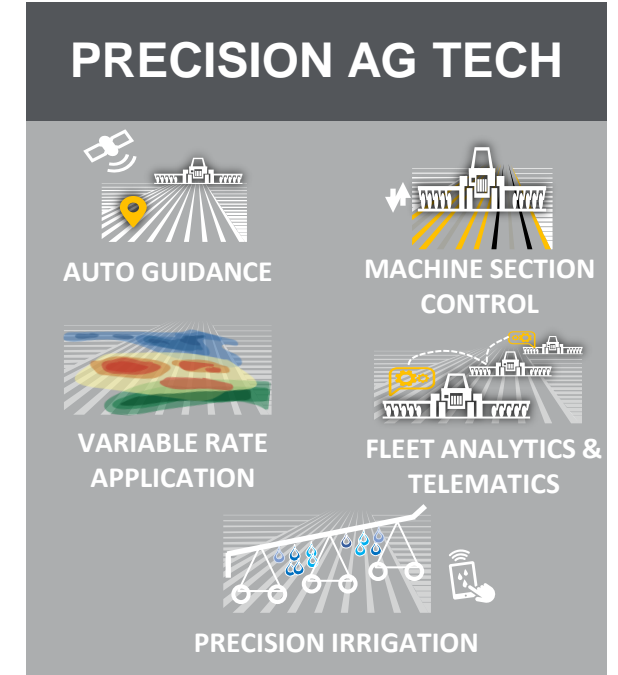 PRECISION AG TECH
AUTO GUIDANCE
MACHINE SECTION
CONTROL
VARIABLE RATE
APPLICATION
FLEET ANALYTICS &
TELEMATICS
PRECISION IRRIGATION